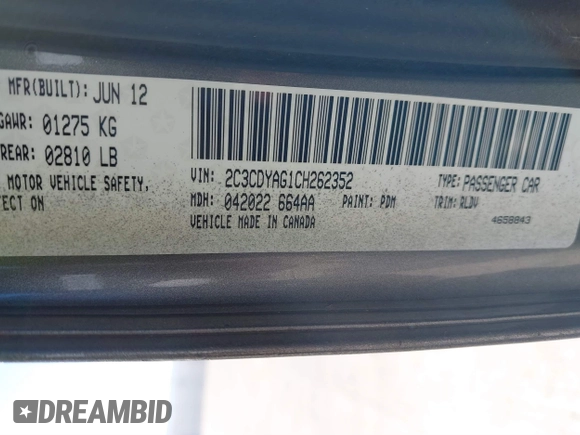 MFR(BUILT): JUN 12
GAWR: 01275 KG
REAR: 02810 LB
MOTOR VEHICLE SAFETY,
ECT ON
VIN: 2C3CDYAG1CH262352
TYPE: PASSENGER CAR
MDH: 042022 664AA
PAINT: PDM
TRIM: RLDV
VEHICLE MADE IN CANADA
4658843
DREAMBID